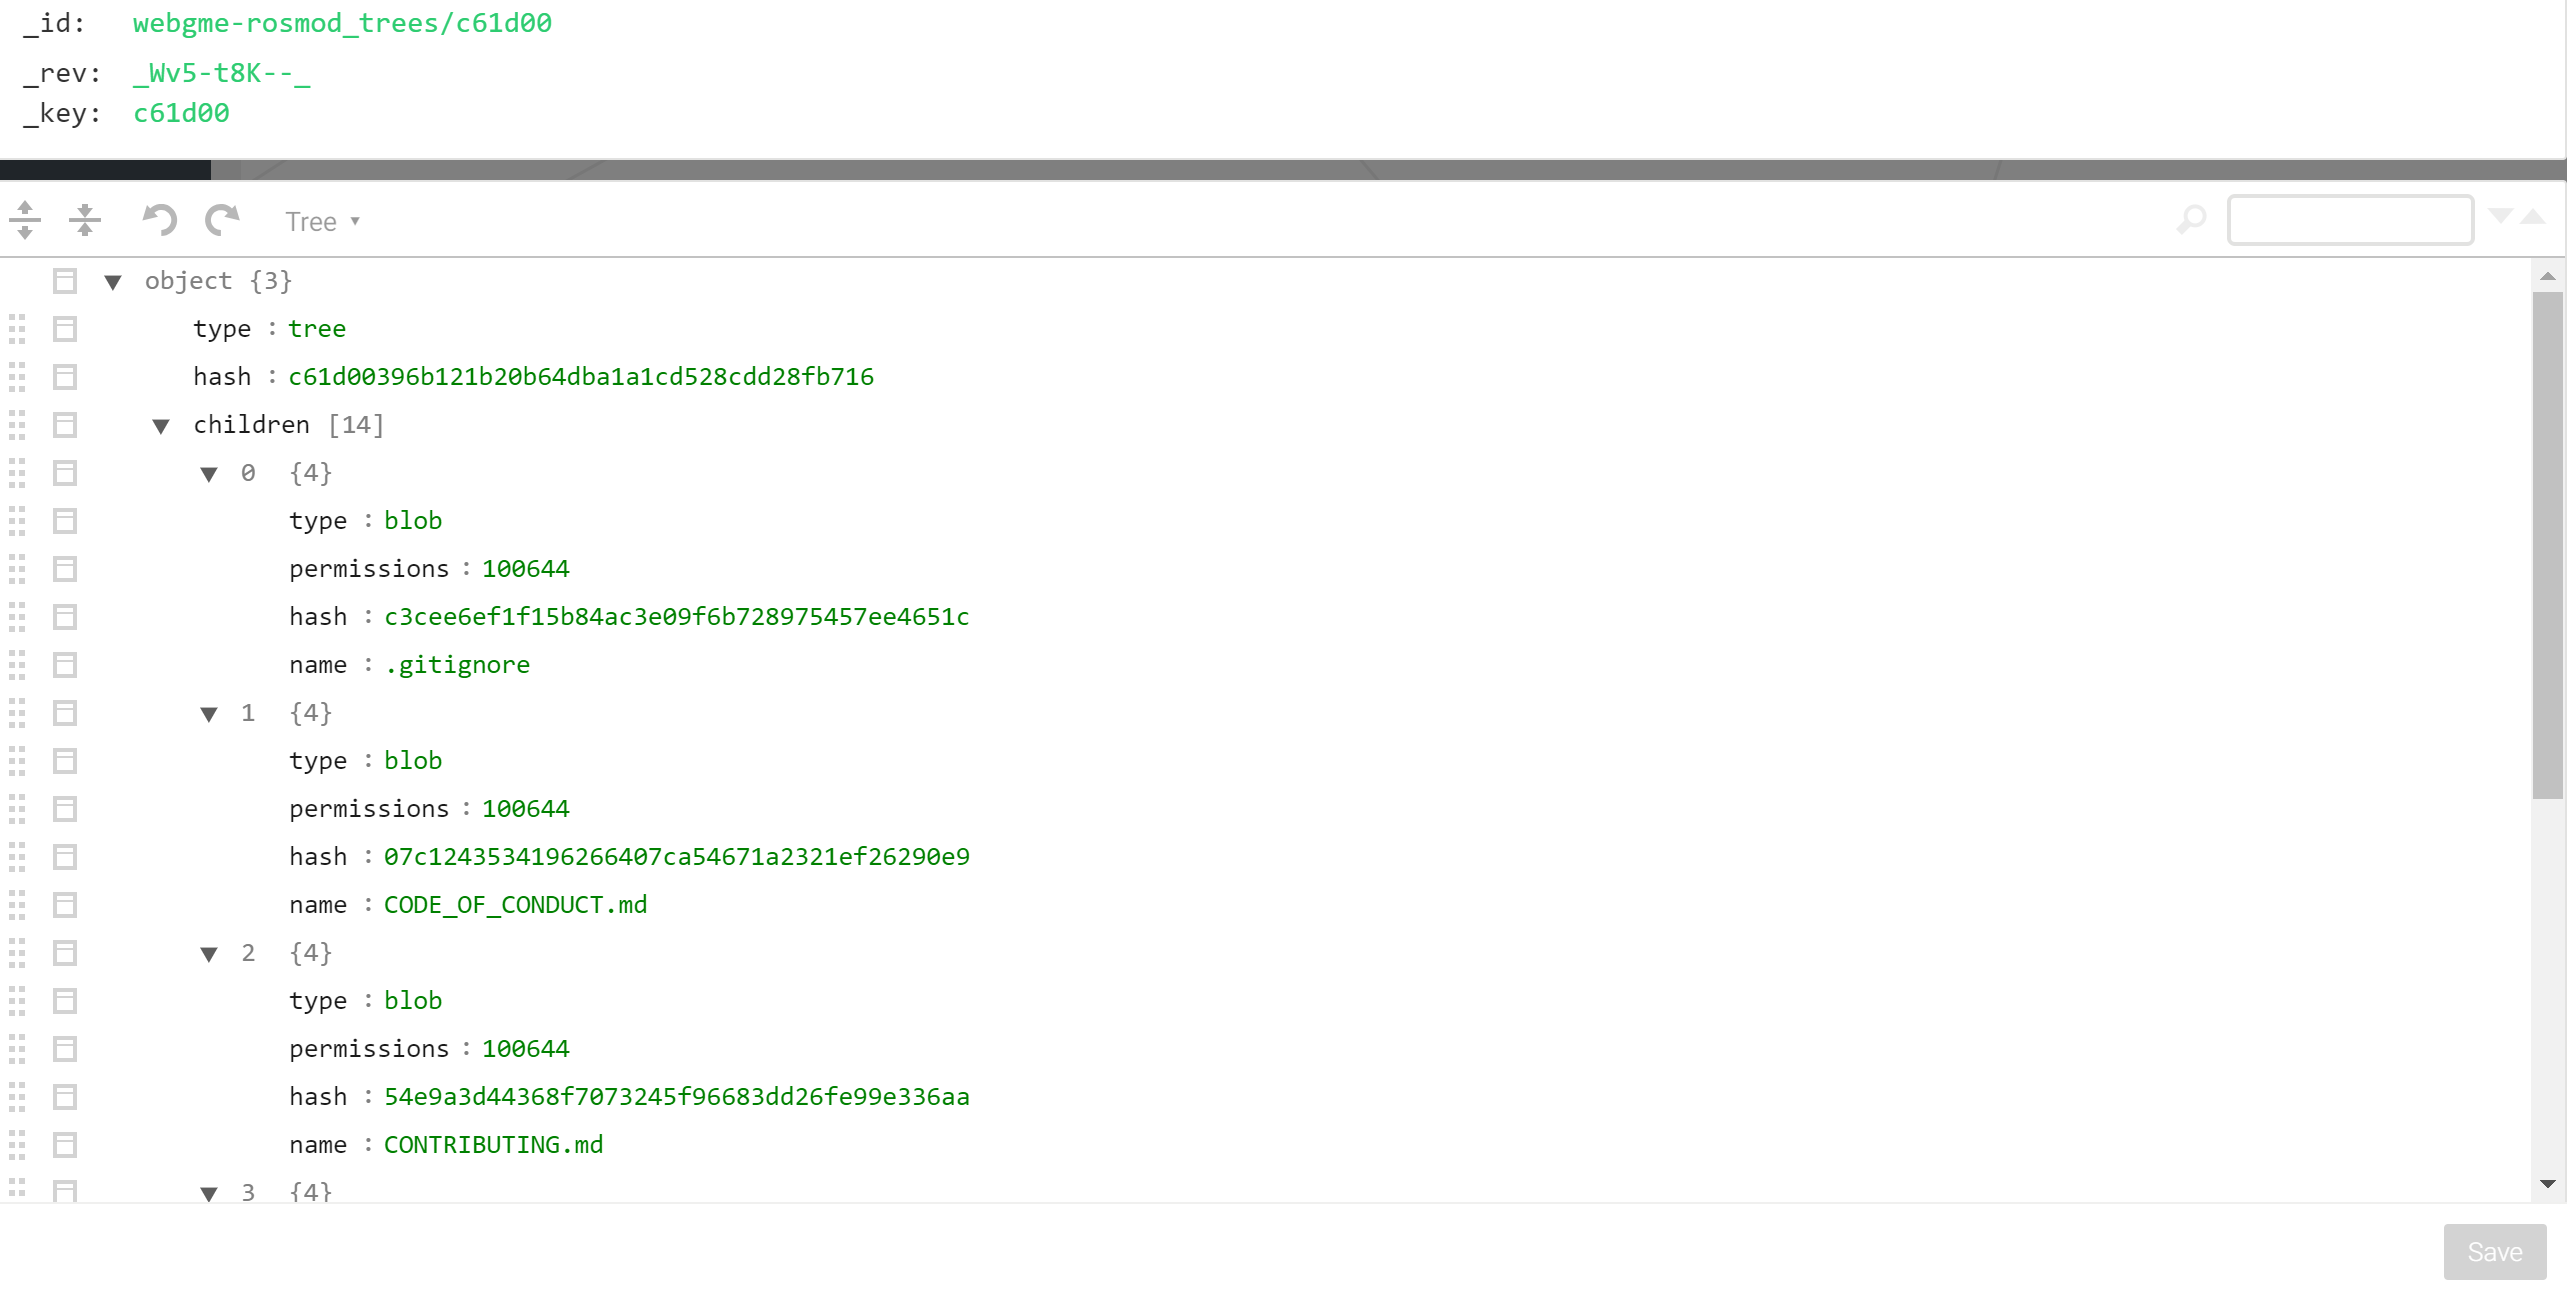 _id: webgme-rosmod_trees/c61d00
_rev: _Wv5-t8K--_
_key: c61d00
Tree ▼
object {3}
type : tree
hash : c61d00396b121b20b64dba1a1cd528cdd28fb716
children [14]
0 {4}
type : blob
permissions : 100644
hash : c3cee6ef1f15b84ac3e09f6b728975457ee4651c
name : .gitignore
1 {4}
type : blob
permissions : 100644
hash : 07c1243534196266407ca54671a2321ef26290e9
name : CODE_OF_CONDUCT.md
2 {4}
type : blob
permissions : 100644
hash : 54e9a3d44368f7073245f96683dd26fe99e336aa
name : CONTRIBUTING.md
3 {4}
Save